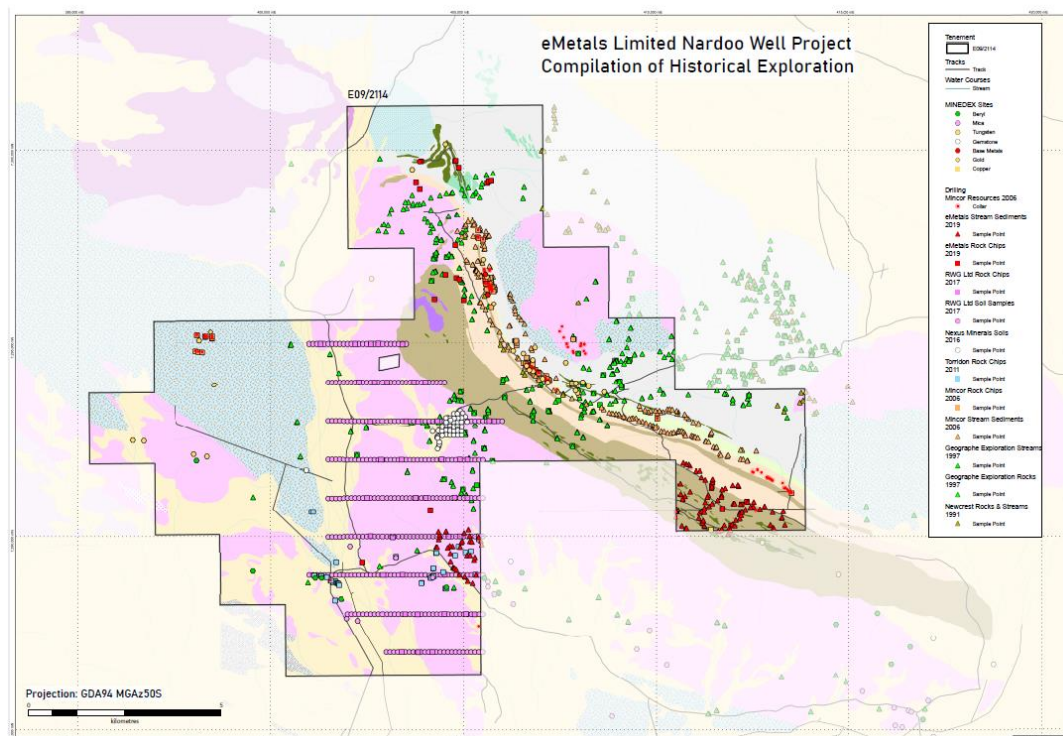 eMetals Limited Nardoo Well Project
Compilation of Historical Exploration
E09/2114
Tenement
E09/2114
Tracks
Track
Water Courses
Stream
MINEDEX Sites
Beryl
Mica
Tungsten
Gemstone
Base Metals
Gold
Copper
Drilling
Mincor Resources 2006
Collar
eMetals Stream Sediments
2019
Sample Point
eMetals Rock Chips
2019
Sample Point
RWG Ltd Rock Chips
2017
Sample Point
RWG Ltd Soil Samples
2017
Sample Point
Nexus Minerals Soils
2016
Sample Point
Torridon Rock Chips
2011
Sample Point
Mincor Rock Chips
2006
Sample Point
Mincor Stream Sediments
2006
Sample Point
Geographe Exploration Streams
1997
Sample Point
Geographe Exploration Rocks
1997
Sample Point
Newcrest Rocks & Streams
1991
Sample Point
Projection: GDA94 MGAz50S
0
5
kilometres